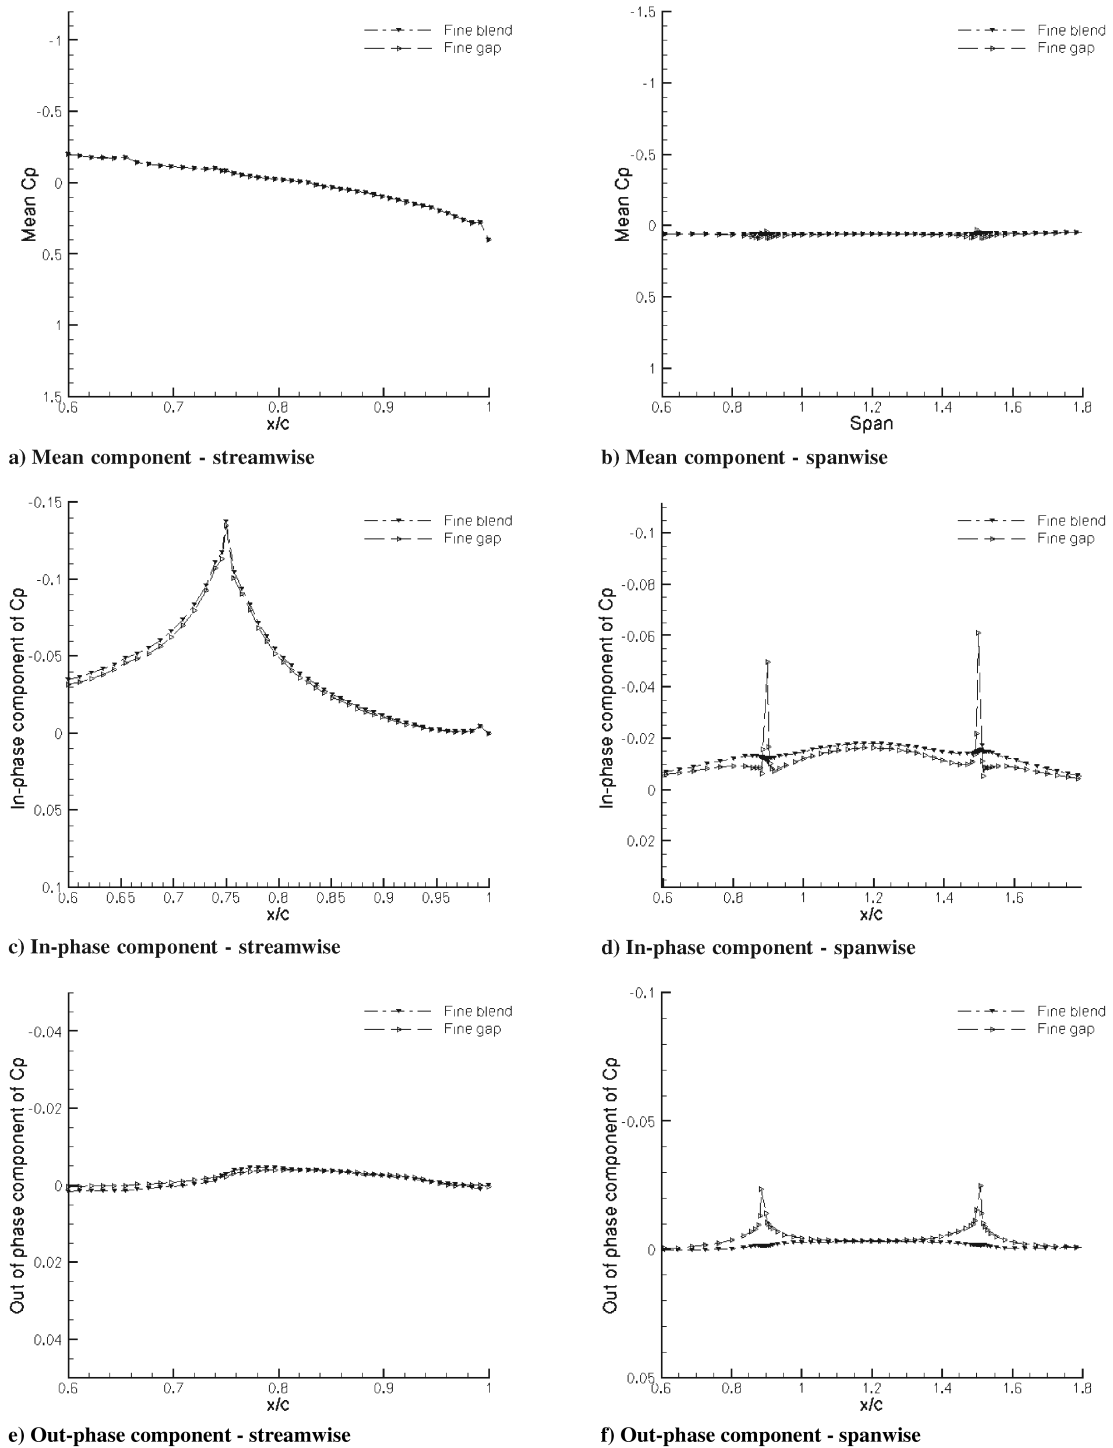 -1
-0.5
0
0.5
1
1.5
0.6
0.7
0.8
0.9
1
Mean Cp
x/c
Fine blend
Fine gap
a) Mean component - streamwise
-1.5
-1
-0.5
0
0.5
1
0.6
0.8
1
1.2
1.4
1.6
1.8
Mean Cp
Span
Fine blend
Fine gap
b) Mean component - spanwise
-0.15
-0.1
-0.05
0
0.05
0.1
0.6
0.65
0.7
0.75
0.8
0.85
0.9
0.95
1
In-phase component of Cp
x/c
Fine blend
Fine gap
c) In-phase component - streamwise
-0.1
-0.08
-0.06
-0.04
-0.02
0
0.02
0.6
0.8
1
1.2
1.4
1.6
In-phase component of Cp
x/c
Fine blend
Fine gap
d) In-phase component - spanwise
-0.04
-0.02
0
0.02
0.04
0.6
0.7
0.8
0.9
1
Out of phase component of Cp
x/c
Fine blend
Fine gap
e) Out-phase component - streamwise
-0.1
-0.05
0
0.05
0.6
0.8
1
1.2
1.4
1.6
1.8
Out of phase component of Cp
x/c
Fine blend
Fine gap
f) Out-phase component - spanwise